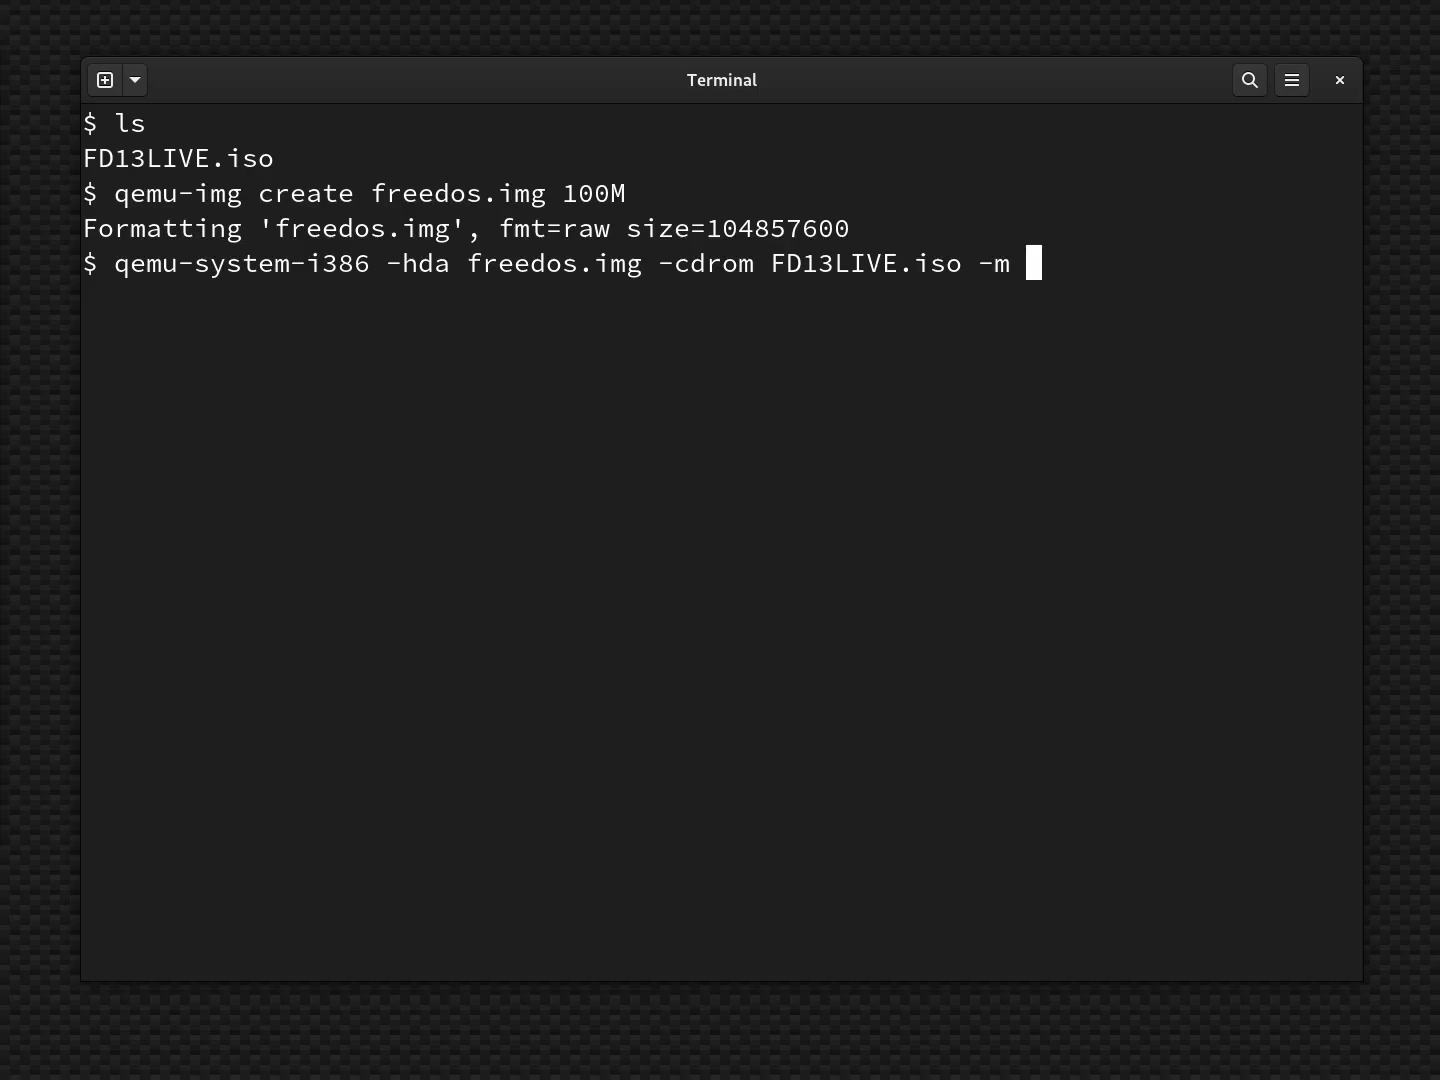 Terminal
$ ls
FD13LIVE.iso
$ qemu-img create freedos.img 100M
Formatting 'freedos.img', fmt=raw size=104857600
$ qemu-system-i386 -hda freedos.img -cdrom FD13LIVE.iso -m